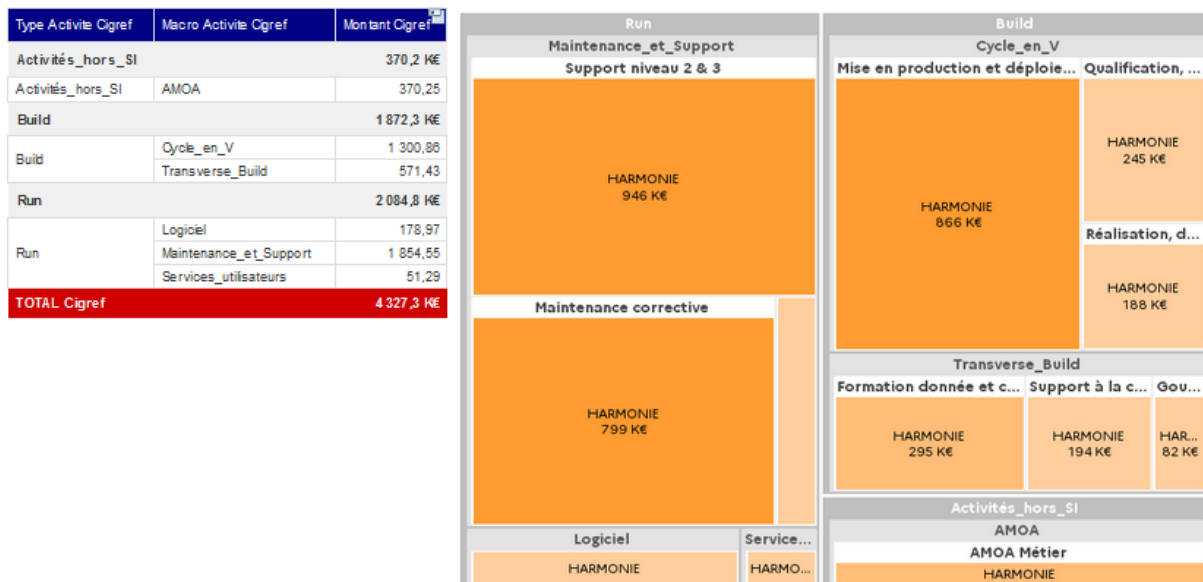 Type Activite Cigref Macro Activite Cigref Montant Cigref
Activités_hors_SI 370,2 K€
Activités_hors_SI AMOA 370,25
Build 1 872,3 K€
Build
Cycle_en_V 1 300,86
Transverse_Build 571,43
Run 2 084,8 K€
Run
Logiciel 178,97
Maintenance_et_Support 1 854,55
Services_utilisateurs 51,29
TOTAL Cigref 4 327,3 K€
Run
Maintenance_et_Support
Support niveau 2 & 3
HARMONIE
946 K€
Maintenance corrective
HARMONIE
799 K€
Logiciel
HARMONIE
Service...
HARMO...
Build
Cycle_en_V
Mise en production et déploie...
HARMONIE
866 K€
Qualification, ...
HARMONIE
245 K€
Réalisation, d...
HARMONIE
188 K€
Transverse_Build
Formation donnée et c...
HARMONIE
295 K€
Support à la c...
HARMONIE
194 K€
Gou...
HAR...
82 K€
Activités_hors_SI
AMOA
AMOA Métier
HARMONIE